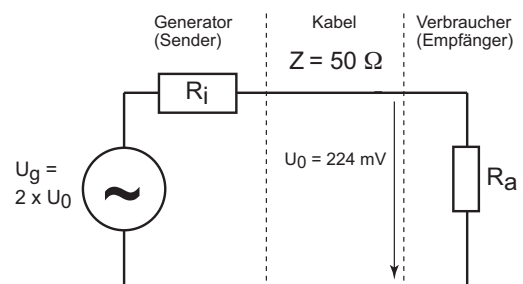 Generator
(Sender)
Kabel
Verbraucher
(Empfänger)
Z = 50 Ω
Ri
Ug =
2 x U0
~
U0 = 224 mV
Ra